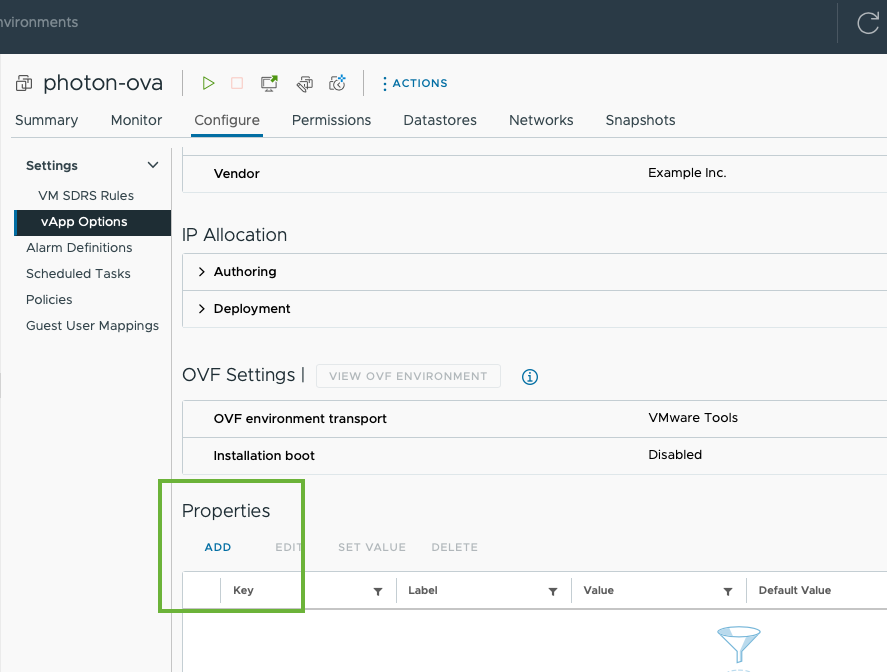 environments
photon-ova
ACTIONS
Summary Monitor Configure Permissions Datastores Networks Snapshots
Settings
VM SDRS Rules
vApp Options
Alarm Definitions
Scheduled Tasks
Policies
Guest User Mappings
Vendor Example Inc.
IP Allocation
Authoring
Deployment
OVF Settings | VIEW OVF ENVIRONMENT
OVF environment transport VMware Tools
Installation boot Disabled
Properties
ADD EDIT SET VALUE DELETE
Key Label Value Default Value